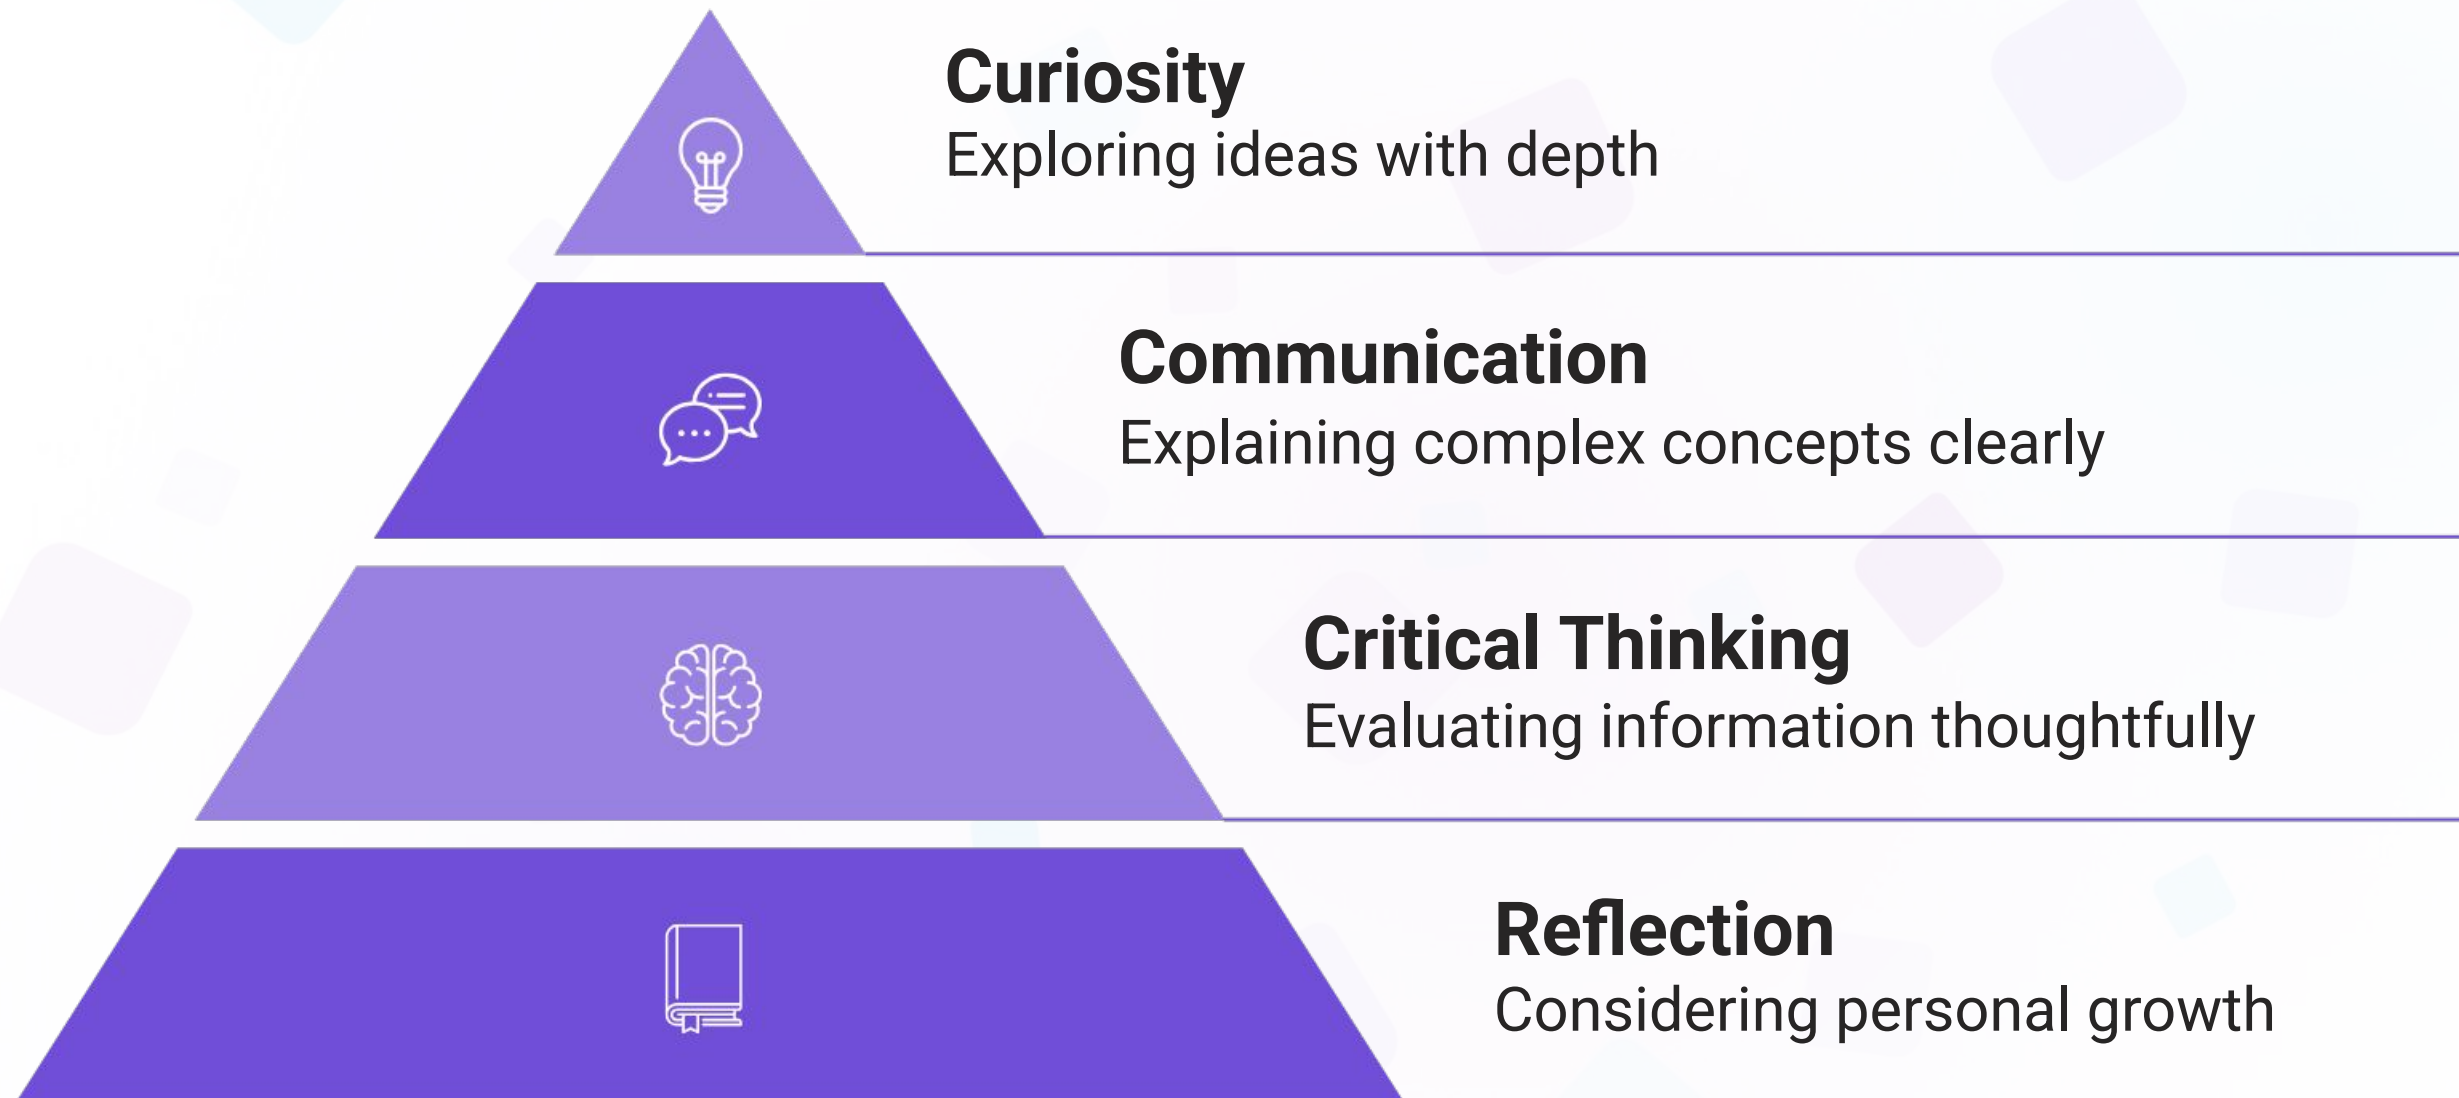 Curiosity
Exploring ideas with depth
Communication
Explaining complex concepts clearly
Critical Thinking
Evaluating information thoughtfully
Reflection
Considering personal growth